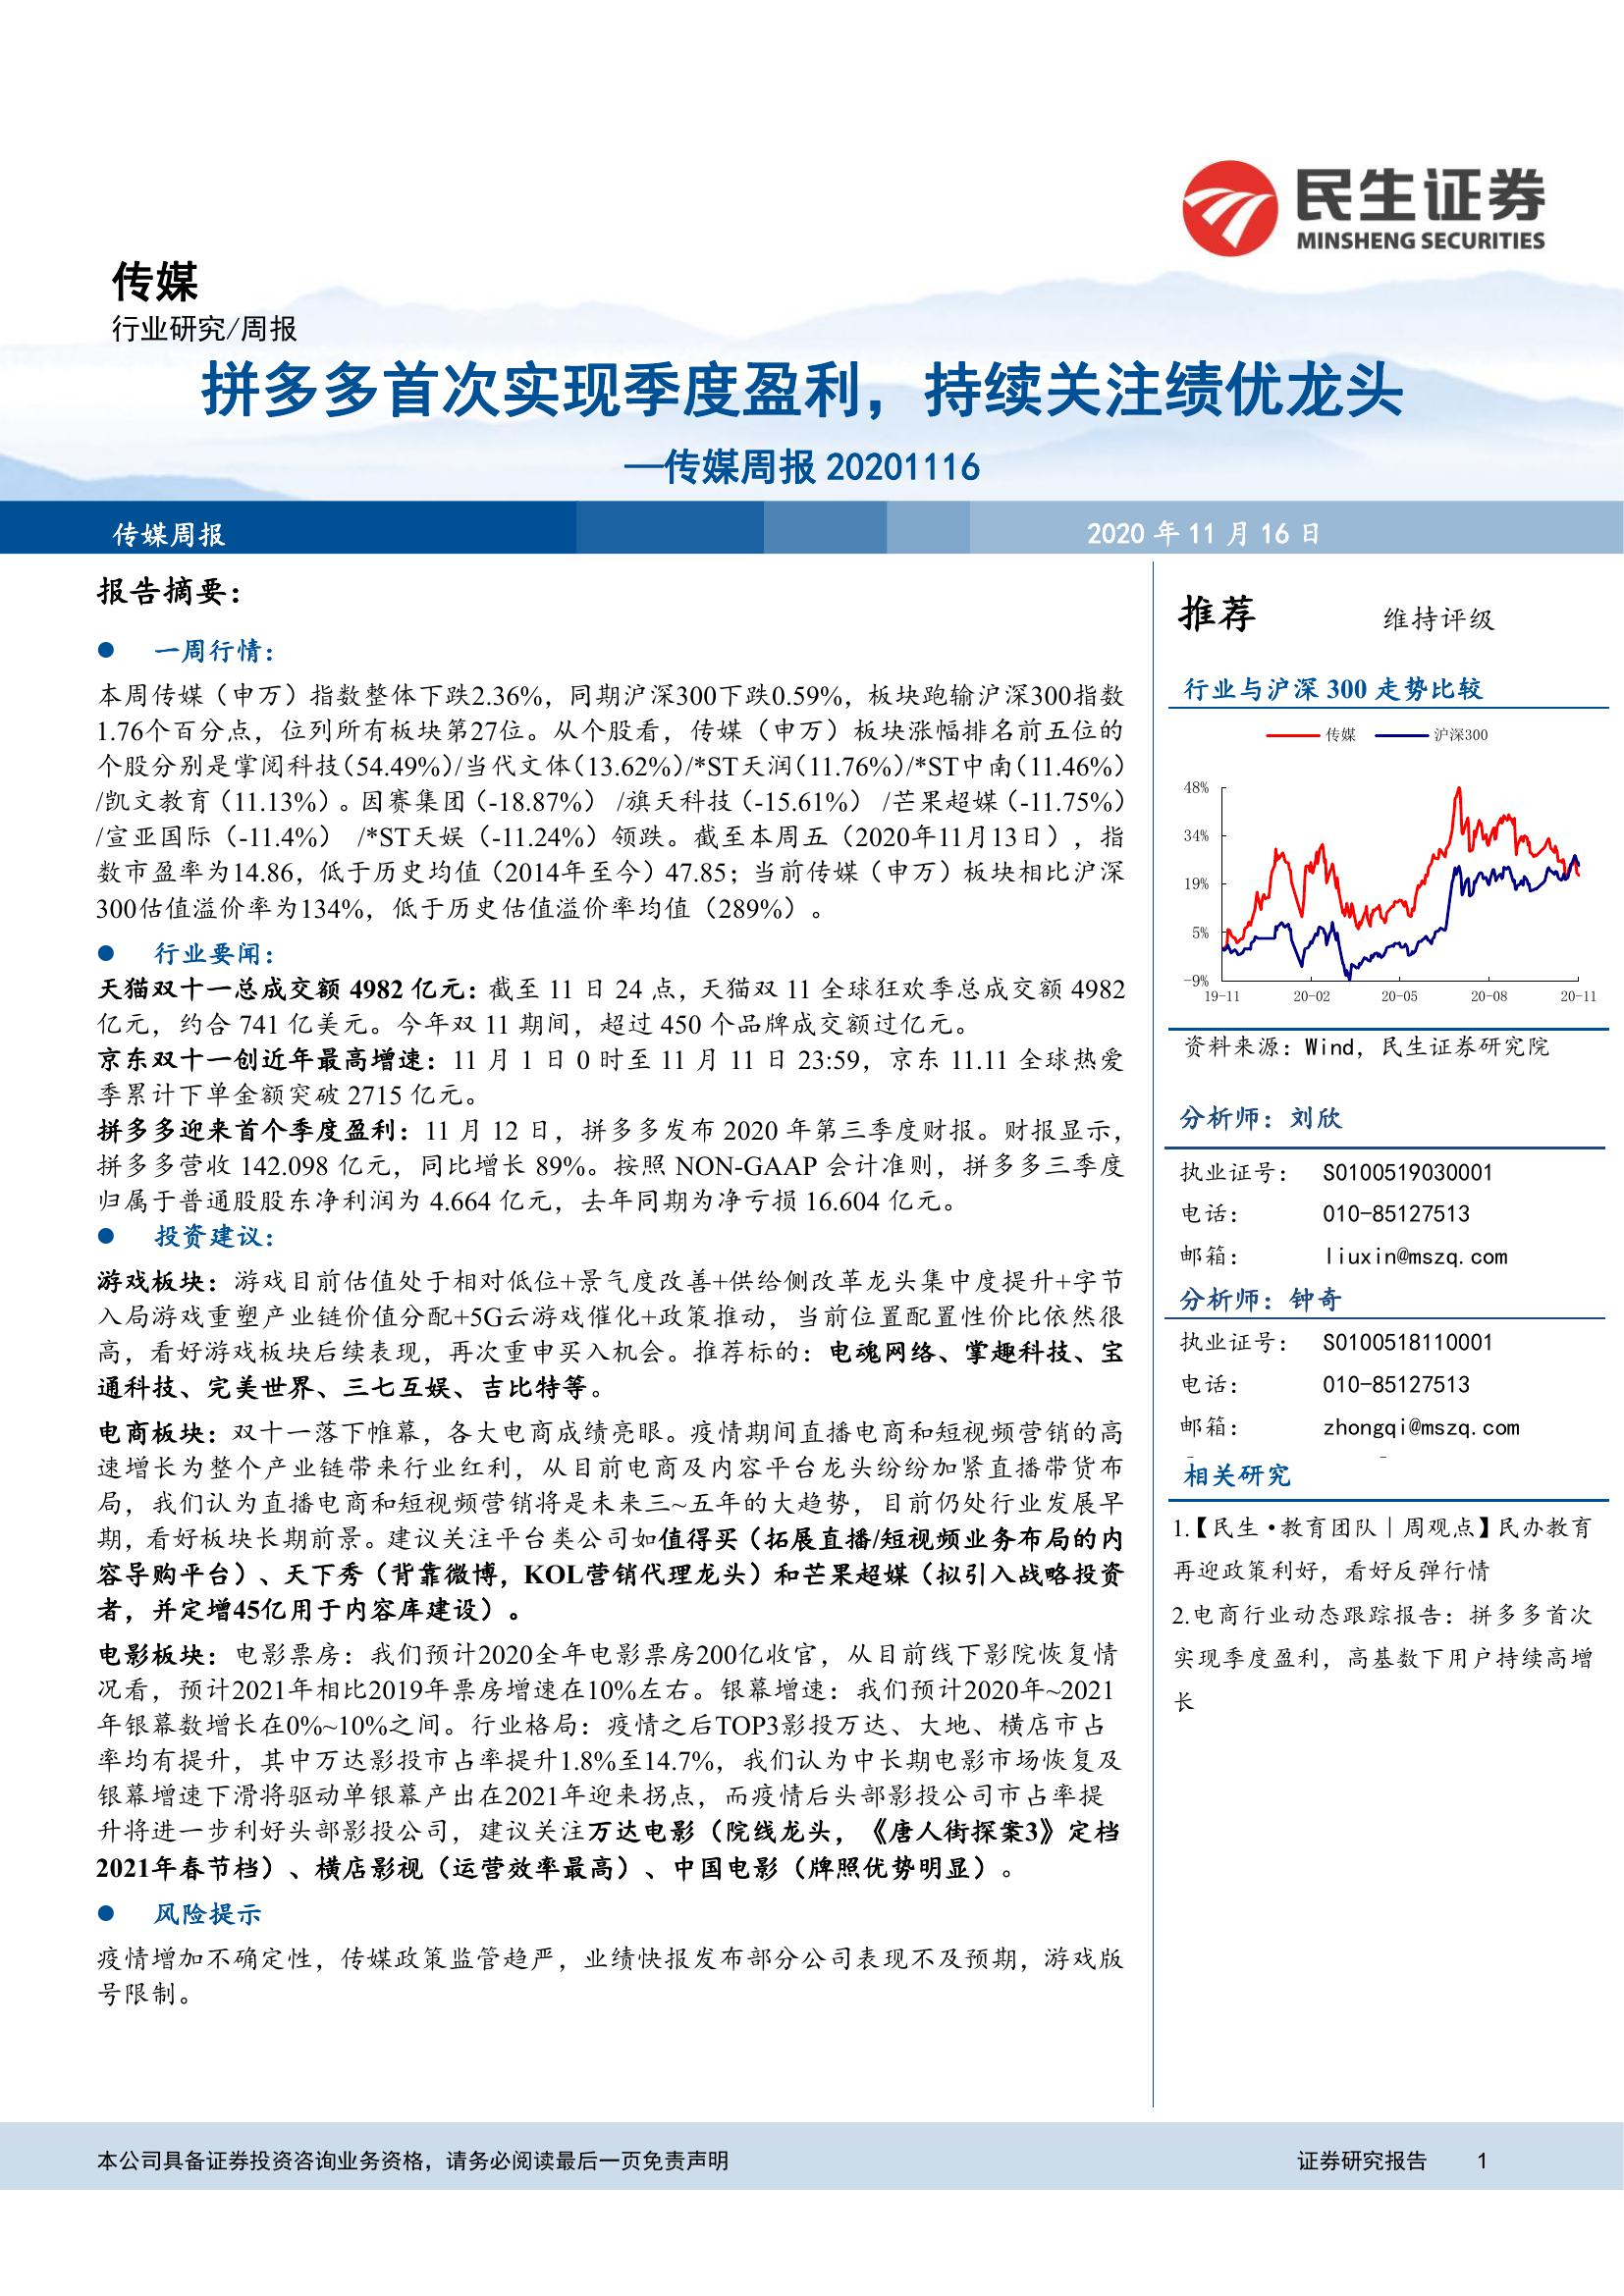 民生证券
MINSHENG SECURITIES
传媒
行业研究/周报
拼多多首次实现季度盈利，持续关注绩优龙头
—传媒周报 20201116
传媒周报
2020 年 11 月 16 日
报告摘要：
● 一周行情：
本周传媒（申万）指数整体下跌2.36%，同期沪深300下跌0.59%，板块跑输沪深300指数
1.76个百分点，位列所有板块第27位。从个股看，传媒（申万）板块涨幅排名前五位的
个股分别是掌阅科技（54.49%）/当代文体（13.62%）/*ST天润（11.76%）/*ST中南（11.46%）
/凯文教育（11.13%）。因赛集团（-18.87%） /旗天科技（-15.61%） /芒果超媒（-11.75%）
/宣亚国际（-11.4%） /*ST天娱（-11.24%）领跌。截至本周五（2020年11月13日），指
数市盈率为14.86，低于历史均值（2014年至今）47.85；当前传媒（申万）板块相比沪深
300估值溢价率为134%，低于历史估值溢价率均值（289%）。
● 行业要闻：
天猫双十一总成交额 4982 亿元：截至 11 日 24 点，天猫双 11 全球狂欢季总成交额 4982
亿元，约合 741 亿美元。今年双 11 期间，超过 450 个品牌成交额过亿元。
京东双十一创近年最高增速：11 月 1 日 0 时至 11 月 11 日 23:59，京东 11.11 全球热爱
季累计下单金额突破 2715 亿元。
拼多多迎来首个季度盈利：11 月 12 日，拼多多发布 2020 年第三季度财报。财报显示，
拼多多营收 142.098 亿元，同比增长 89%。按照 NON-GAAP 会计准则，拼多多三季度
归属于普通股股东净利润为 4.664 亿元，去年同期为净亏损 16.604 亿元。
● 投资建议：
游戏板块：游戏目前估值处于相对低位+景气度改善+供给侧改革龙头集中度提升+字节
入局游戏重塑产业链价值分配+5G云游戏催化+政策推动，当前位置配置性价比依然很
高，看好游戏板块后续表现，再次重申买入机会。推荐标的：电魂网络、掌趣科技、宝
通科技、完美世界、三七互娱、吉比特等。
电商板块：双十一落下帷幕，各大电商成绩亮眼。疫情期间直播电商和短视频营销的高
速增长为整个产业链带来行业红利，从目前电商及内容平台龙头纷纷加紧直播带货布
局，我们认为直播电商和短视频营销将是未来三~五年的大趋势，目前仍处行业发展早
期，看好板块长期前景。建议关注平台类公司如值得买（拓展直播/短视频业务布局的内
容导购平台）、天下秀（背靠微博，KOL营销代理龙头）和芒果超媒（拟引入战略投资
者，并定增45亿用于内容库建设）。
电影板块：电影票房：我们预计2020全年电影票房200亿收官，从目前线下影院恢复情
况看，预计2021年相比2019年票房增速在10%左右。银幕增速：我们预计2020年~2021
年银幕数增长在0%~10%之间。行业格局：疫情之后TOP3影投万达、大地、横店市占
率均有提升，其中万达影投市占率提升1.8%至14.7%，我们认为中长期电影市场恢复及
银幕增速下滑将驱动单银幕产出在2021年迎来拐点，而疫情后头部影投公司市占率提
升将进一步利好头部影投公司，建议关注万达电影（院线龙头，《唐人街探案3》定档
2021年春节档）、横店影视（运营效率最高）、中国电影（牌照优势明显）。
● 风险提示
疫情增加不确定性，传媒政策监管趋严，业绩快报发布部分公司表现不及预期，游戏版
号限制。
推荐 维持评级
行业与沪深 300 走势比较
传媒 沪深300
48%
34%
19%
5%
-9%
19-11 20-02 20-05 20-08 20-11
资料来源：Wind，民生证券研究院
分析师：刘欣
执业证号： S0100519030001
电话： 010-85127513
邮箱： liuxin@mszq.com
分析师：钟奇
执业证号： S0100518110001
电话： 010-85127513
邮箱： zhongqi@mszq.com
相关研究
1.【民生·教育团队｜周观点】民办教育
再迎政策利好，看好反弹行情
2.电商行业动态跟踪报告：拼多多首次
实现季度盈利，高基数下用户持续高增
长
本公司具备证券投资咨询业务资格，请务必阅读最后一页免责声明
证券研究报告 1